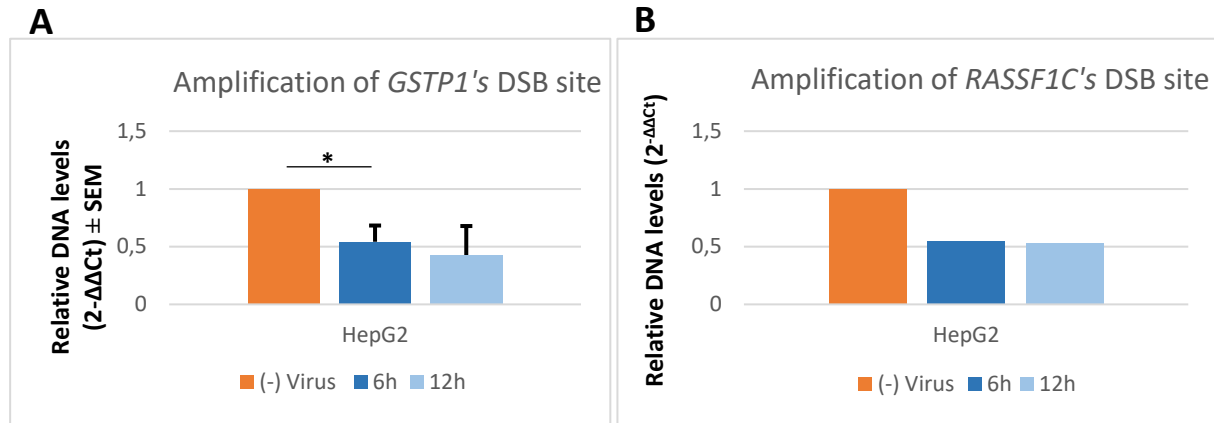 A
Amplification of GSTP1's DSB site
Relative DNA levels
(2-ΔΔCt) ± SEM
1,5
1
0,5
0
*
HepG2
(-) Virus 6h 12h
B
Amplification of RASSF1C's DSB site
Relative DNA levels (2-ΔΔCt)
1,5
1
0,5
0
HepG2
(-) Virus 6h 12h